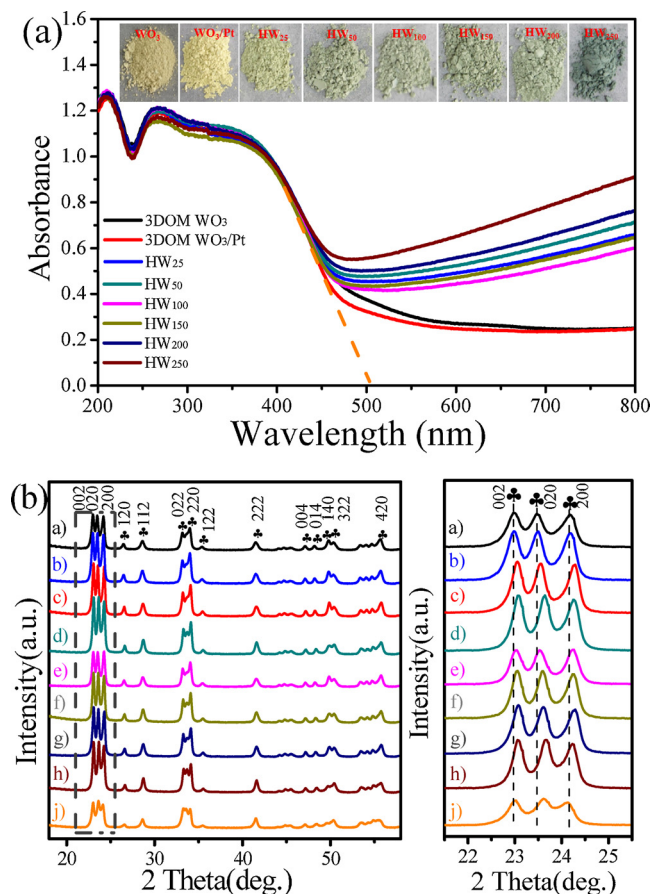 (a)
WO3 WO3/Pt HW25 HW50 HW100 HW150 HW200
1.6
1.4
1.2
1.0
0.8
0.6
0.4
0.2
0.0
Absorbance
3DOM WO3
3DOM WO3/Pt
HW25
HW50
HW100
HW150
HW200
HW250
200 300 400 500 600 700 800
Wavelength (nm)
(b)
002 020 200 120 112 022 220 122 222 004 014 140 322 420
a)
b)
c)
d)
e)
f)
g)
h)
j)
Intensity(a.u.)
20 30 40 50 60
2 Theta(deg.)
002 020 200
a)
b)
c)
d)
e)
f)
g)
h)
j)
Intensity(a.u.)
22 23 24 25
2 Theta(deg.)